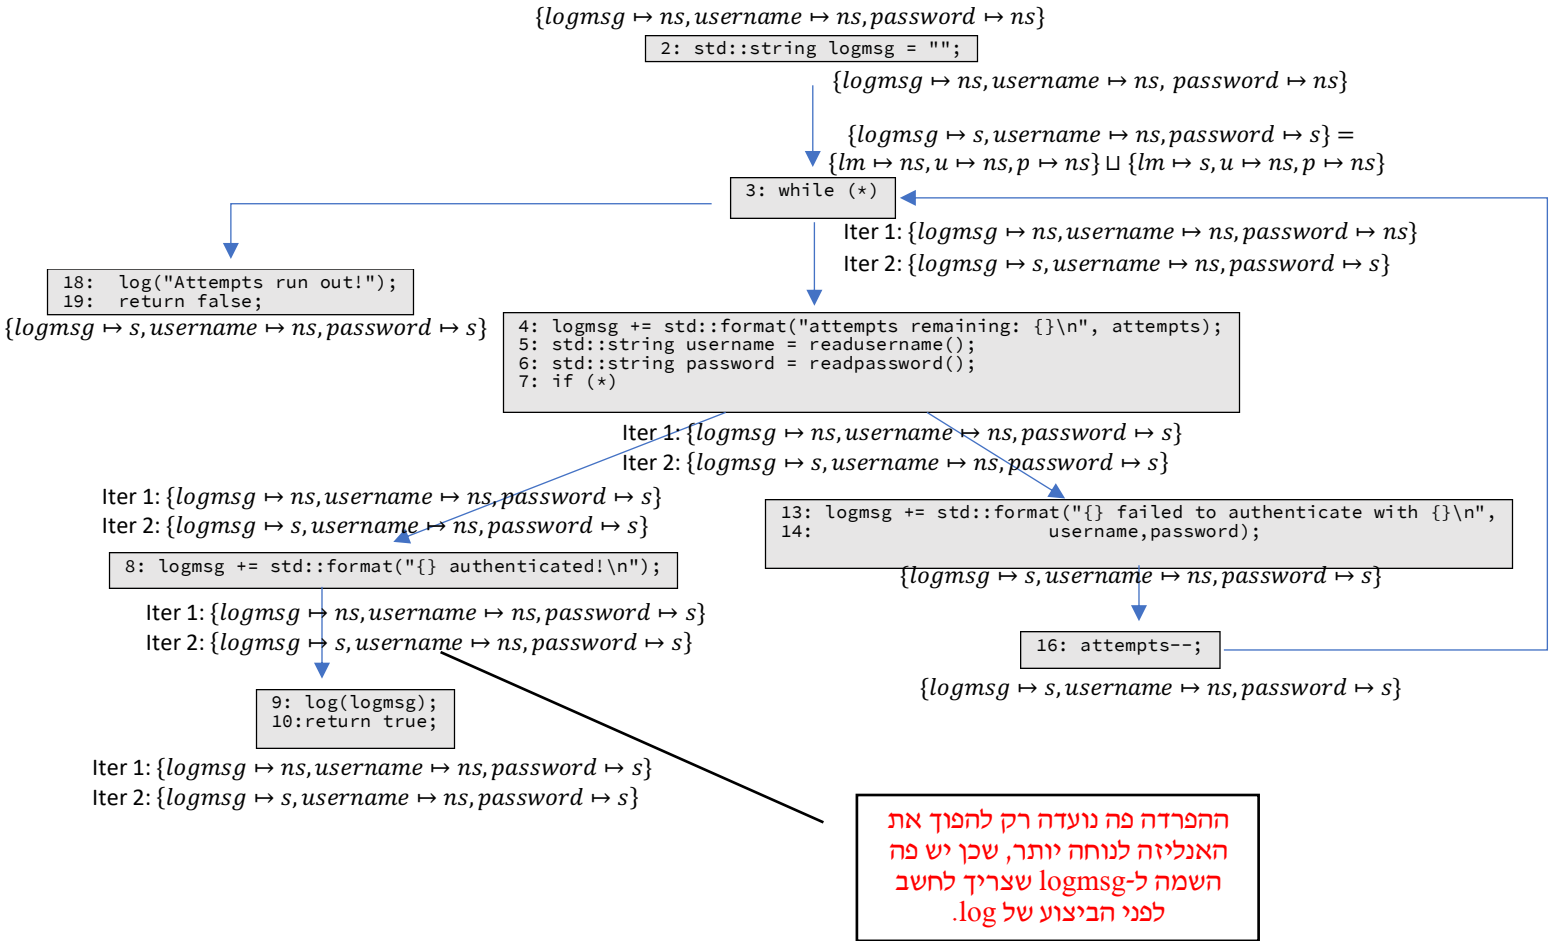 {logmsg ↦ ns, username ↦ ns, password ↦ ns}
2: std::string logmsg = "";
{logmsg ↦ ns, username ↦ ns, password ↦ ns}
{logmsg ↦ s, username ↦ ns, password ↦ s} =
{lm ↦ ns, u ↦ ns, p ↦ ns} ⊔ {lm ↦ s, u ↦ ns, p ↦ ns}
3: while (*)
Iter 1: {logmsg ↦ ns, username ↦ ns, password ↦ ns}
Iter 2: {logmsg ↦ s, username ↦ ns, password ↦ s}
18:  log("Attempts run out!");
19:  return false;
{logmsg ↦ s, username ↦ ns, password ↦ s}
4: logmsg += std::format("attempts remaining: {}\n", attempts);
5: std::string username = readusername();
6: std::string password = readpassword();
7: if (*)
Iter 1: {logmsg ↦ ns, username ↦ ns, password ↦ s}
Iter 2: {logmsg ↦ s, username ↦ ns, password ↦ s}
Iter 1: {logmsg ↦ ns, username ↦ ns, password ↦ s}
Iter 2: {logmsg ↦ s, username ↦ ns, password ↦ s}
13: logmsg += std::format("{} failed to authenticate with {}\n",
14:                    username,password);
{logmsg ↦ s, username ↦ ns, password ↦ s}
8: logmsg += std::format("{} authenticated!\n");
Iter 1: {logmsg ↦ ns, username ↦ ns, password ↦ s}
Iter 2: {logmsg ↦ s, username ↦ ns, password ↦ s}
16: attempts--;
{logmsg ↦ s, username ↦ ns, password ↦ s}
9: log(logmsg);
10:return true;
Iter 1: {logmsg ↦ ns, username ↦ ns, password ↦ s}
Iter 2: {logmsg ↦ s, username ↦ ns, password ↦ s}
ההפרדה פה נועדה רק להפוך את
האנליזה לנוחה יותר, שכן יש פה
השמה ל-logmsg שצריך לחשב
לפני הביצוע של log.